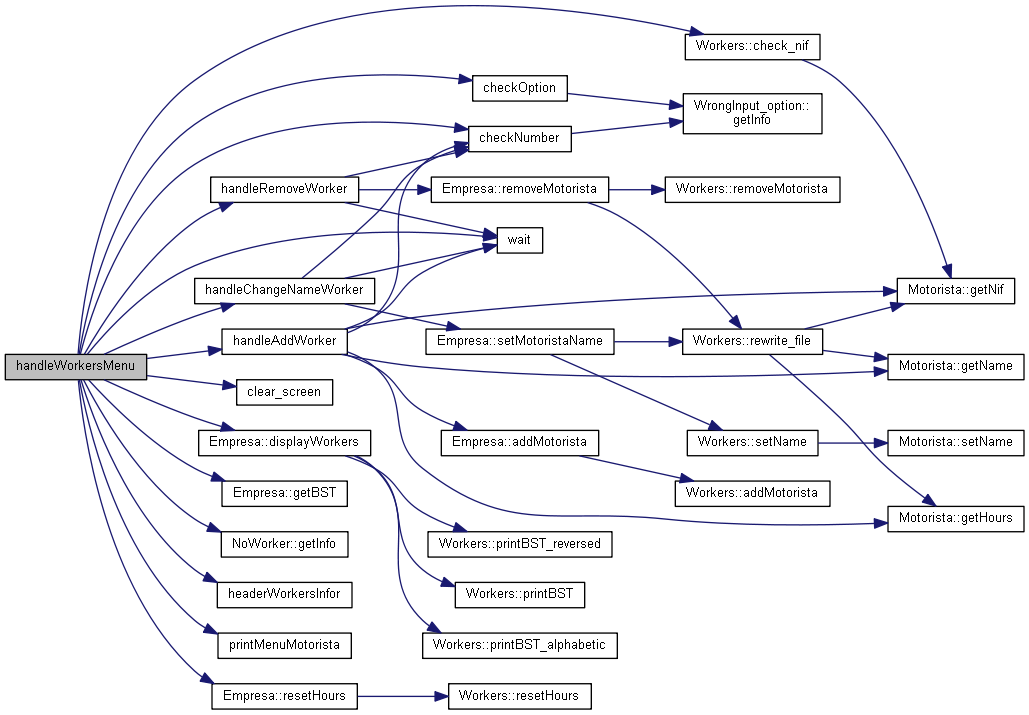 Workers::check_nif
checkOption
WrongInput_option::
getInfo
checkNumber
handleRemoveWorker
Empresa::removeMotorista
Workers::removeMotorista
wait
handleChangeNameWorker
Motorista::getNif
handleAddWorker
Empresa::setMotoristaName
Workers::rewrite_file
handleWorkersMenu
Motorista::getName
clear_screen
Empresa::displayWorkers
Empresa::addMotorista
Workers::setName
Motorista::setName
Empresa::getBST
Workers::addMotorista
Motorista::getHours
NoWorker::getInfo
Workers::printBST_reversed
headerWorkersInfor
Workers::printBST
printMenuMotorista
Workers::printBST_alphabetic
Empresa::resetHours
Workers::resetHours